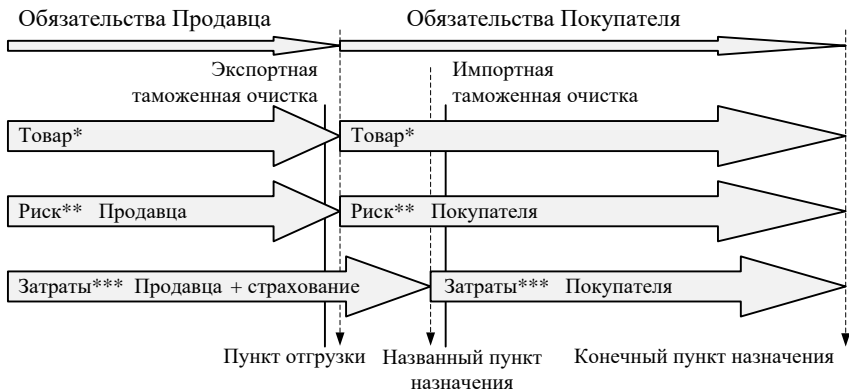 Обязательства Продавца
Обязательства Покупателя
Экспортная
таможенная очистка
Импортная
таможенная очистка
Товар*
Товар*
Риск** Продавца
Риск** Покупателя
Затраты*** Продавца + страхование
Затраты*** Покупателя
Пункт отгрузки
Названный пункт
назначения
Конечный пункт назначения